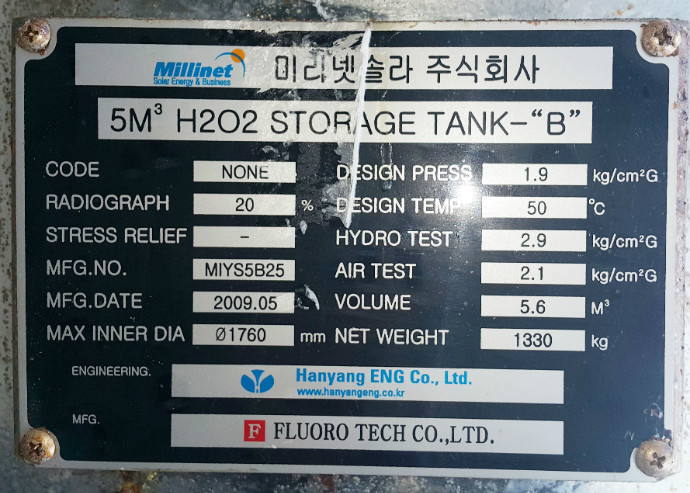 Millinet 미리넷솔라 주식회사
Solar Energy & Business
5M³ H2O2 STORAGE TANK-“B”
CODE NONE DESIGN PRESS 1.9 kg/cm²G
RADIOGRAPH 20 % DESIGN TEMP 50 °C
STRESS RELIEF - HYDRO TEST 2.9 kg/cm²G
MFG.NO. MIYS5B25 AIR TEST 2.1 kg/cm²G
MFG.DATE 2009.05 VOLUME 5.6 M³
MAX INNER DIA Ø1760 mm NET WEIGHT 1330 kg
ENGINEERING. Hanyang ENG Co., Ltd.
www.hanyangeng.co.kr
MFG. F FLUORO TECH CO.,LTD.